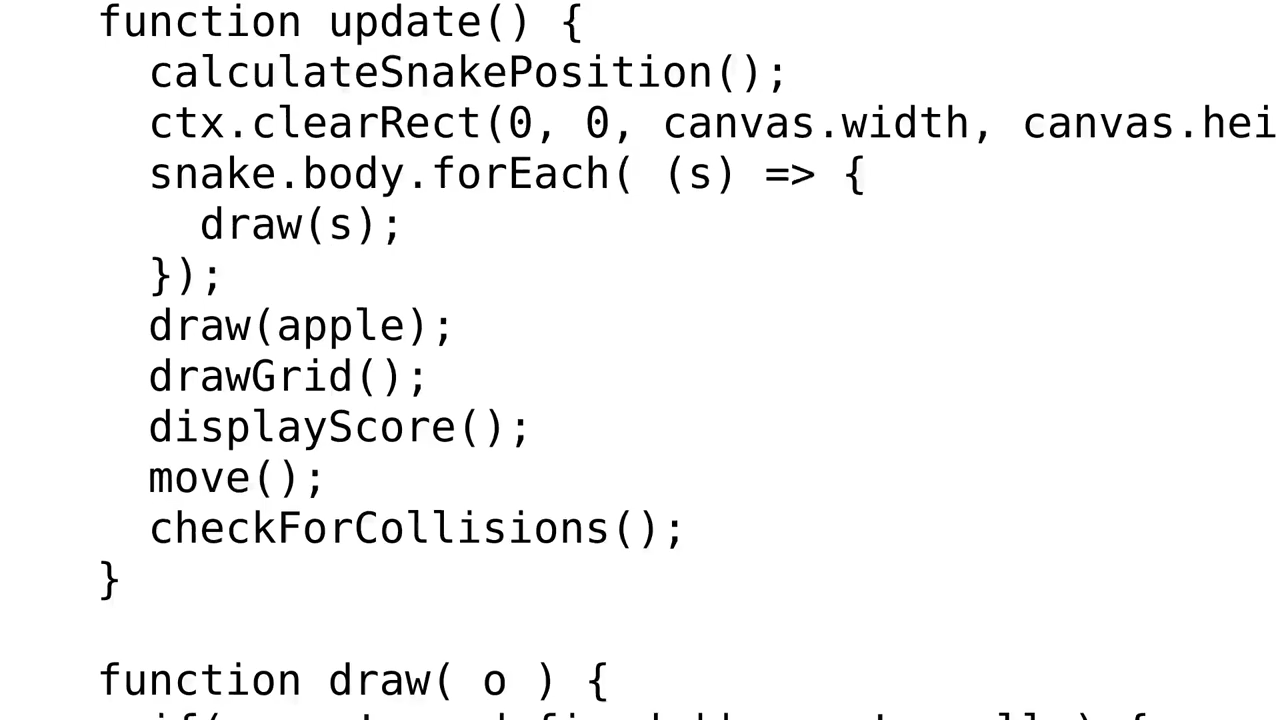 function update() {
  calculateSnakePosition();
  ctx.clearRect(0, 0, canvas.width, canvas.hei
  snake.body.forEach( (s) => {
    draw(s);
  });
  draw(apple);
  drawGrid();
  displayScore();
  move();
  checkForCollisions();
}
function draw( o ) {